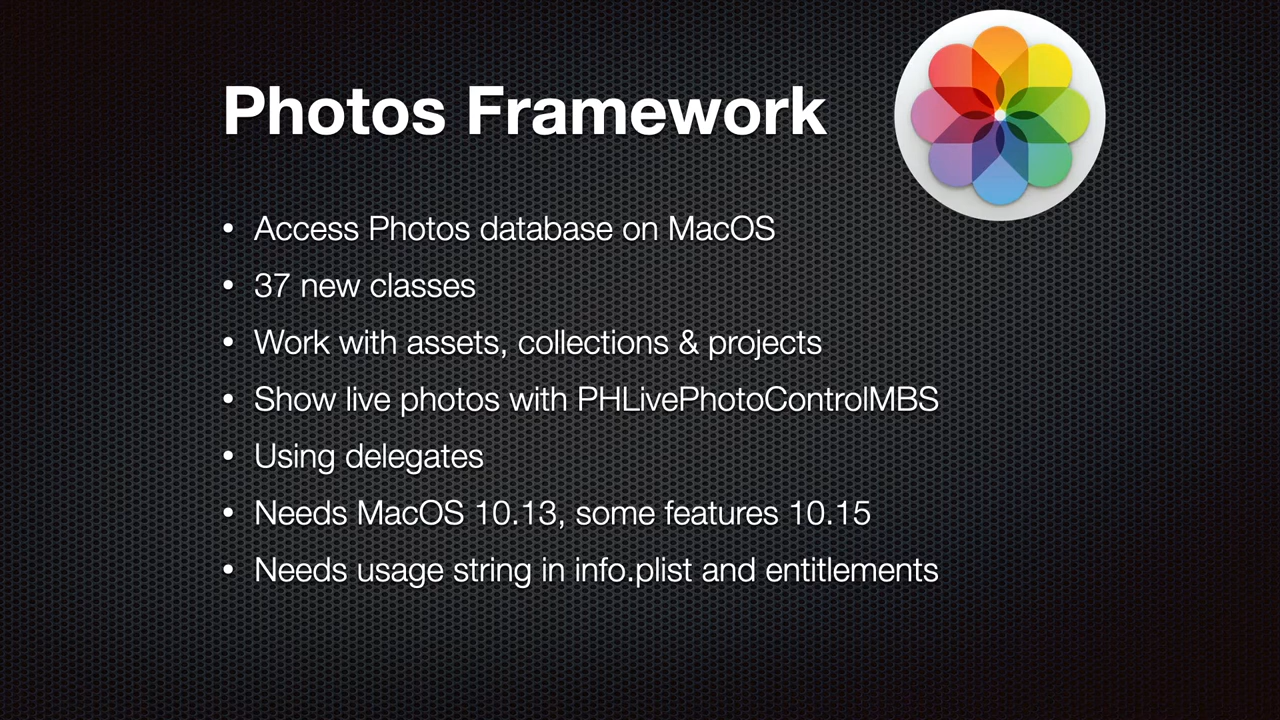 Photos Framework
• Access Photos database on MacOS
• 37 new classes
• Work with assets, collections & projects
• Show live photos with PHLivePhotoControlMBS
• Using delegates
• Needs MacOS 10.13, some features 10.15
• Needs usage string in info.plist and entitlements